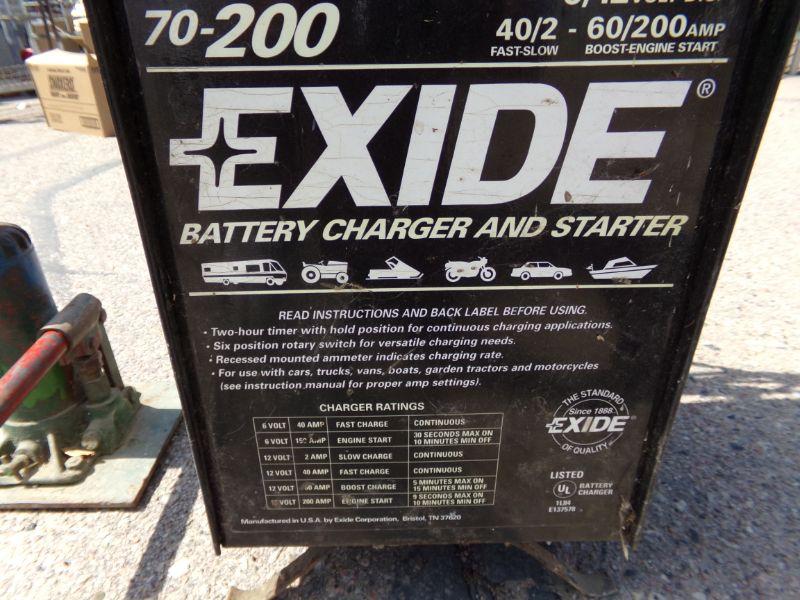 70-200
40/2 - 60/200 AMP
FAST-SLOW BOOST-ENGINE START
EXIDE®
BATTERY CHARGER AND STARTER
READ INSTRUCTIONS AND BACK LABEL BEFORE USING.
• Two-hour timer with hold position for continuous charging applications.
• Six position rotary switch for versatile charging needs.
• Recessed mounted ammeter indicates charging rate.
• For use with cars, trucks, vans, boats, garden tractors and motorcycles
(see instruction manual for proper amp settings).
CHARGER RATINGS
6 VOLT 40 AMP FAST CHARGE CONTINUOUS
6 VOLT 150 AMP ENGINE START 30 SECONDS MAX ON
10 MINUTES MIN OFF
12 VOLT 2 AMP SLOW CHARGE CONTINUOUS
12 VOLT 40 AMP FAST CHARGE CONTINUOUS
12 VOLT 60 AMP BOOST CHARGE 5 MINUTES MAX ON
15 MINUTES MIN OFF
12 VOLT 200 AMP ENGINE START 9 SECONDS MAX ON
10 MINUTES MIN OFF
THE STANDARD
Since 1888
EXIDE®
OF QUALITY
LISTED
UL BATTERY
CHARGER
E137578
Manufactured in U.S.A. by Exide Corporation, Bristol, TN 37620